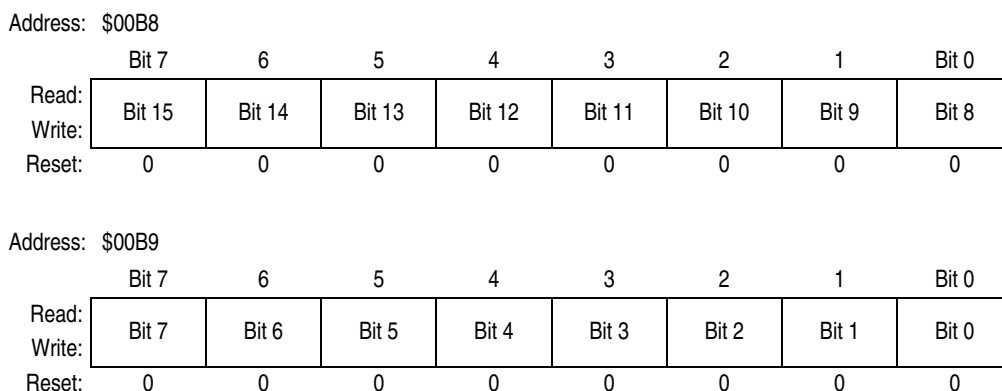 Address: $00B8
Bit 7 6 5 4 3 2 1 Bit 0
Read:
Bit 15 Bit 14 Bit 13 Bit 12 Bit 11 Bit 10 Bit 9 Bit 8
Write:
Reset: 0 0 0 0 0 0 0 0
Address: $00B9
Bit 7 6 5 4 3 2 1 Bit 0
Read:
Bit 7 Bit 6 Bit 5 Bit 4 Bit 3 Bit 2 Bit 1 Bit 0
Write:
Reset: 0 0 0 0 0 0 0 0